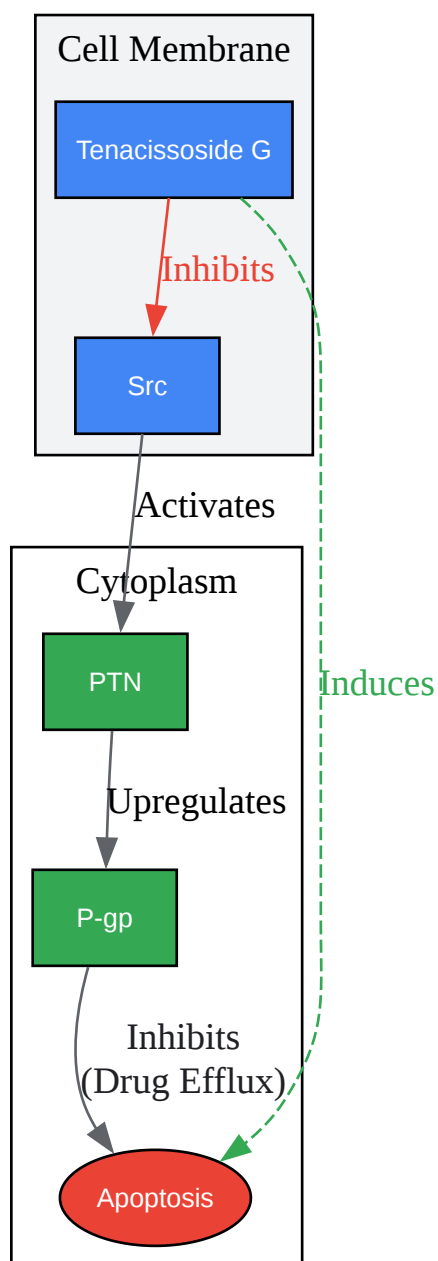 Cell Membrane
Tenacissoside G
Inhibits
Src
Activates
Cytoplasm
PTN
Induces
Upregulates
P-gp
Inhibits
(Drug Efflux)
Apoptosis